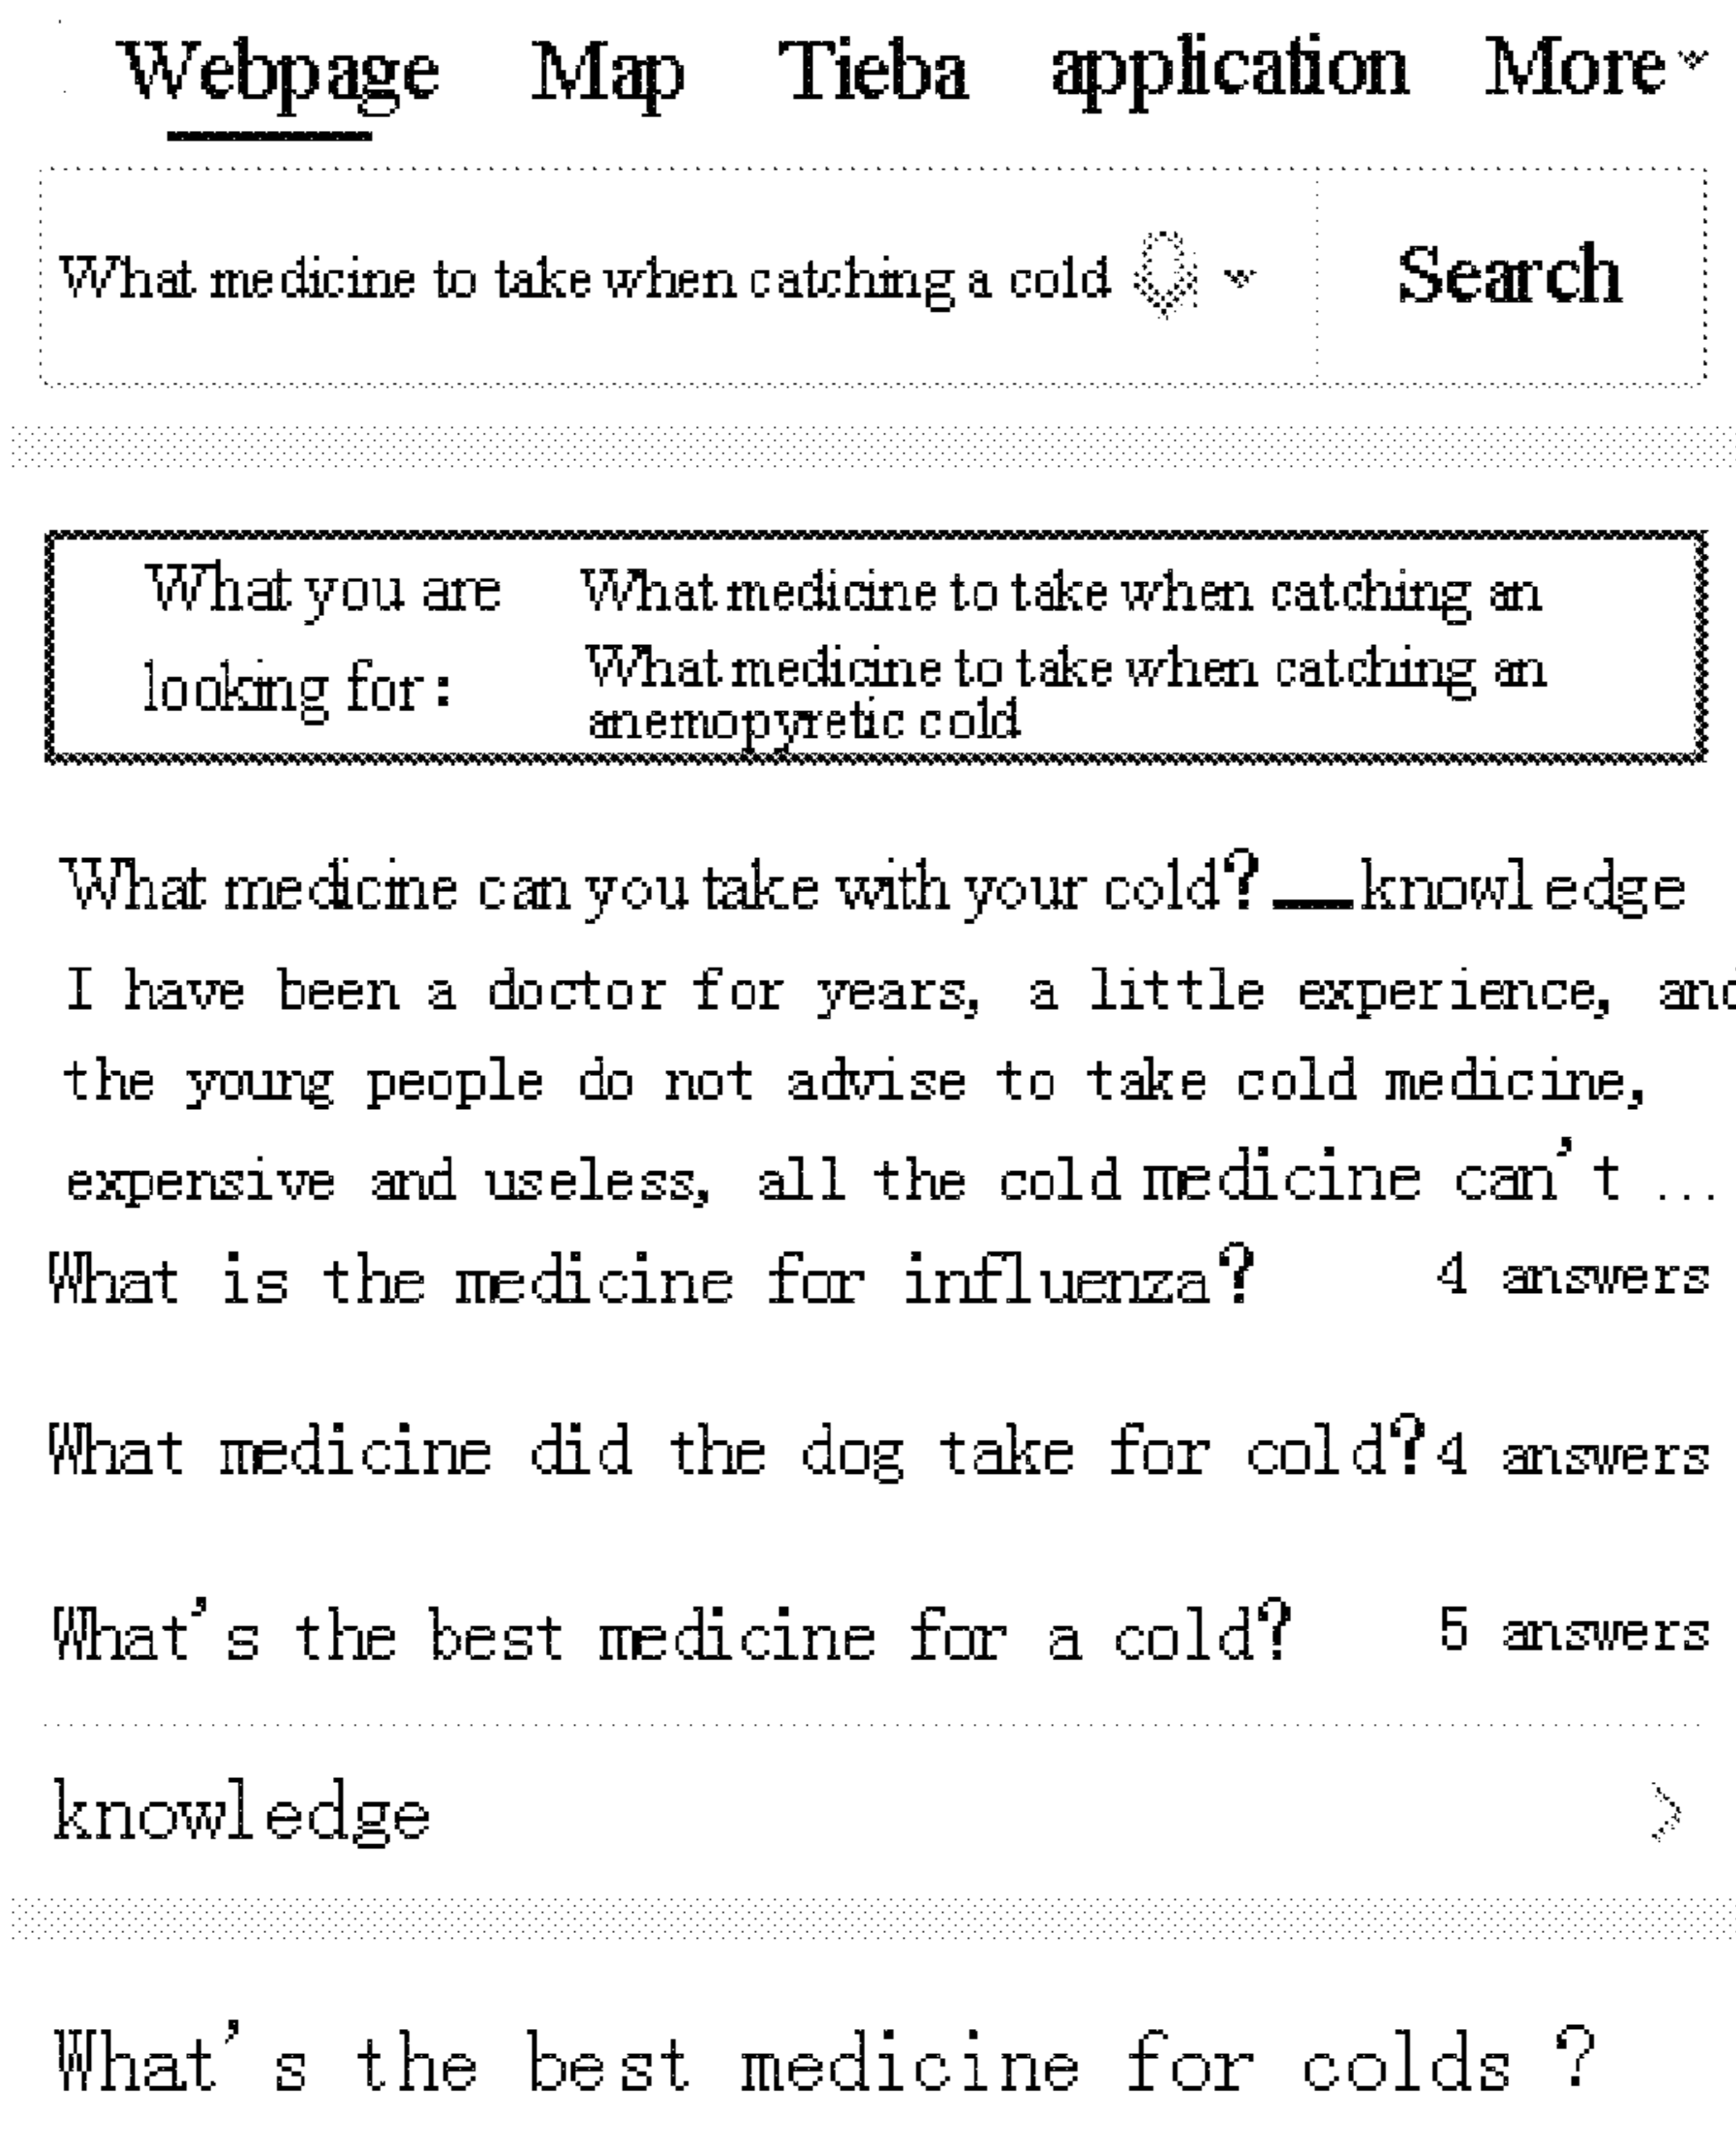 Webpage Map Tieba application More
What medicine to take when catching a cold Search
What you are looking for:
What medicine to take when catching an
What medicine to take when catching an
anemopyretic cold
What medicine can you take with your cold?__knowledge
I have been a doctor for years, a little experience, and
the young people do not advise to take cold medicine,
expensive and useless, all the cold medicine can't ...
What is the medicine for influenza? 4 answers
What medicine did the dog take for cold? 4 answers
What's the best medicine for a cold? 5 answers
knowledge
What's the best medicine for colds ?